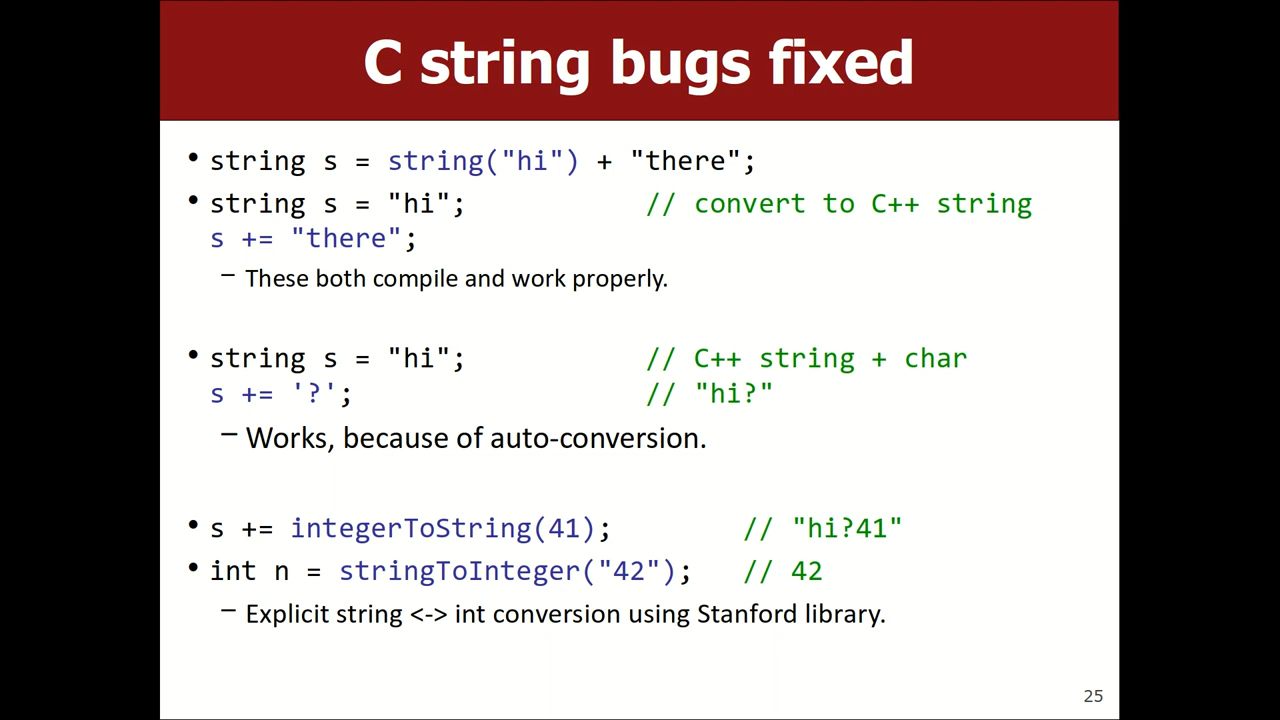 C string bugs fixed
• string s = string("hi") + "there";
• string s = "hi"; // convert to C++ string
s += "there";
– These both compile and work properly.
• string s = "hi"; // C++ string + char
s += '?'; // "hi?"
– Works, because of auto-conversion.
• s += integerToString(41); // "hi?41"
• int n = stringToInteger("42"); // 42
– Explicit string <-> int conversion using Stanford library.
25